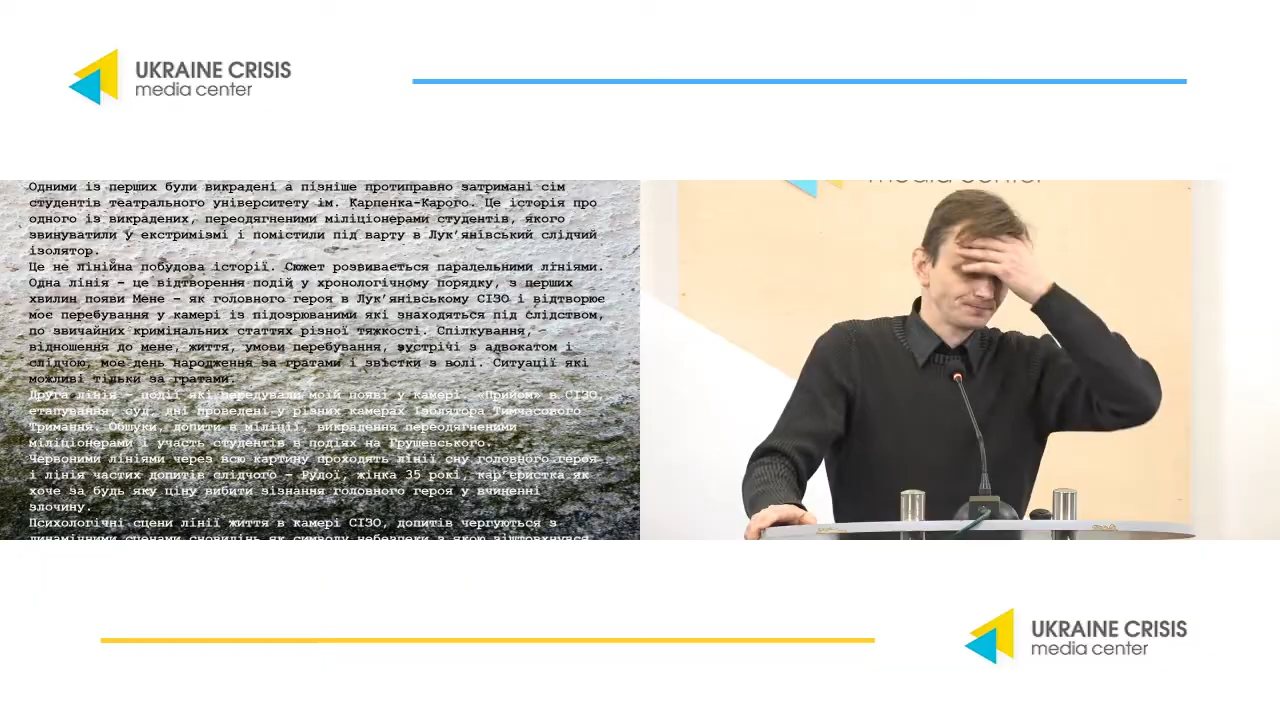 UKRAINE CRISIS
media center
Одними із перших були викрадені а пізніше протиправно затримані сім
студентів театрального університету ім. Карпенка-Карого. Це історія про
одного із викрадених, переодягненими міліціонерами студентів, якого
звинуватили у екстримізмі і помістили під варту в Лук'янівський слідчий
ізолятор.
Це не лінійна побудова історії. Сюжет розвивається паралельними лініями.
Одна лінія – це відтворення подій у хронологічному порядку, з перших
хвилин появи Мене – як головного героя в Лук'янівському СІЗО і відтворює
моє перебування у камері із підозрюваними які знаходяться під слідством,
по звичайних кримінальних статтях різної тяжкості. Спілкування,
відношення до мене, життя, умови перебування, зустрічі з адвокатом і
слідчою, моє день народження за гратами і звістки з волі. Ситуації які
можливі тільки за гратами.
Друга лінія – події які передували моїй появі у камері. «Прийом» в СІЗО,
етапування, суд, дні проведені у різних камерах Ізолятора Тимчасового
Тримання. Обшуки, допити в міліції, викрадення переодягненими
міліціонерами і участь студентів в подіях на Грушевського.
Червоними лініями через всю картину проходять лінії сну головного героя
і лінія частих допитів слідчого – Рудої, жінка 35 рокі, кар'єристка як
хоче за будь яку ціну вибити зізнання головного героя у вчиненні
злочину.
Психологічні сцени лінії життя в камері СІЗО, допитів чергуються з
динамічними сценами сновидінь як символу небезпеки з якою зіштовхнувся
media center
UKRAINE CRISIS
media center